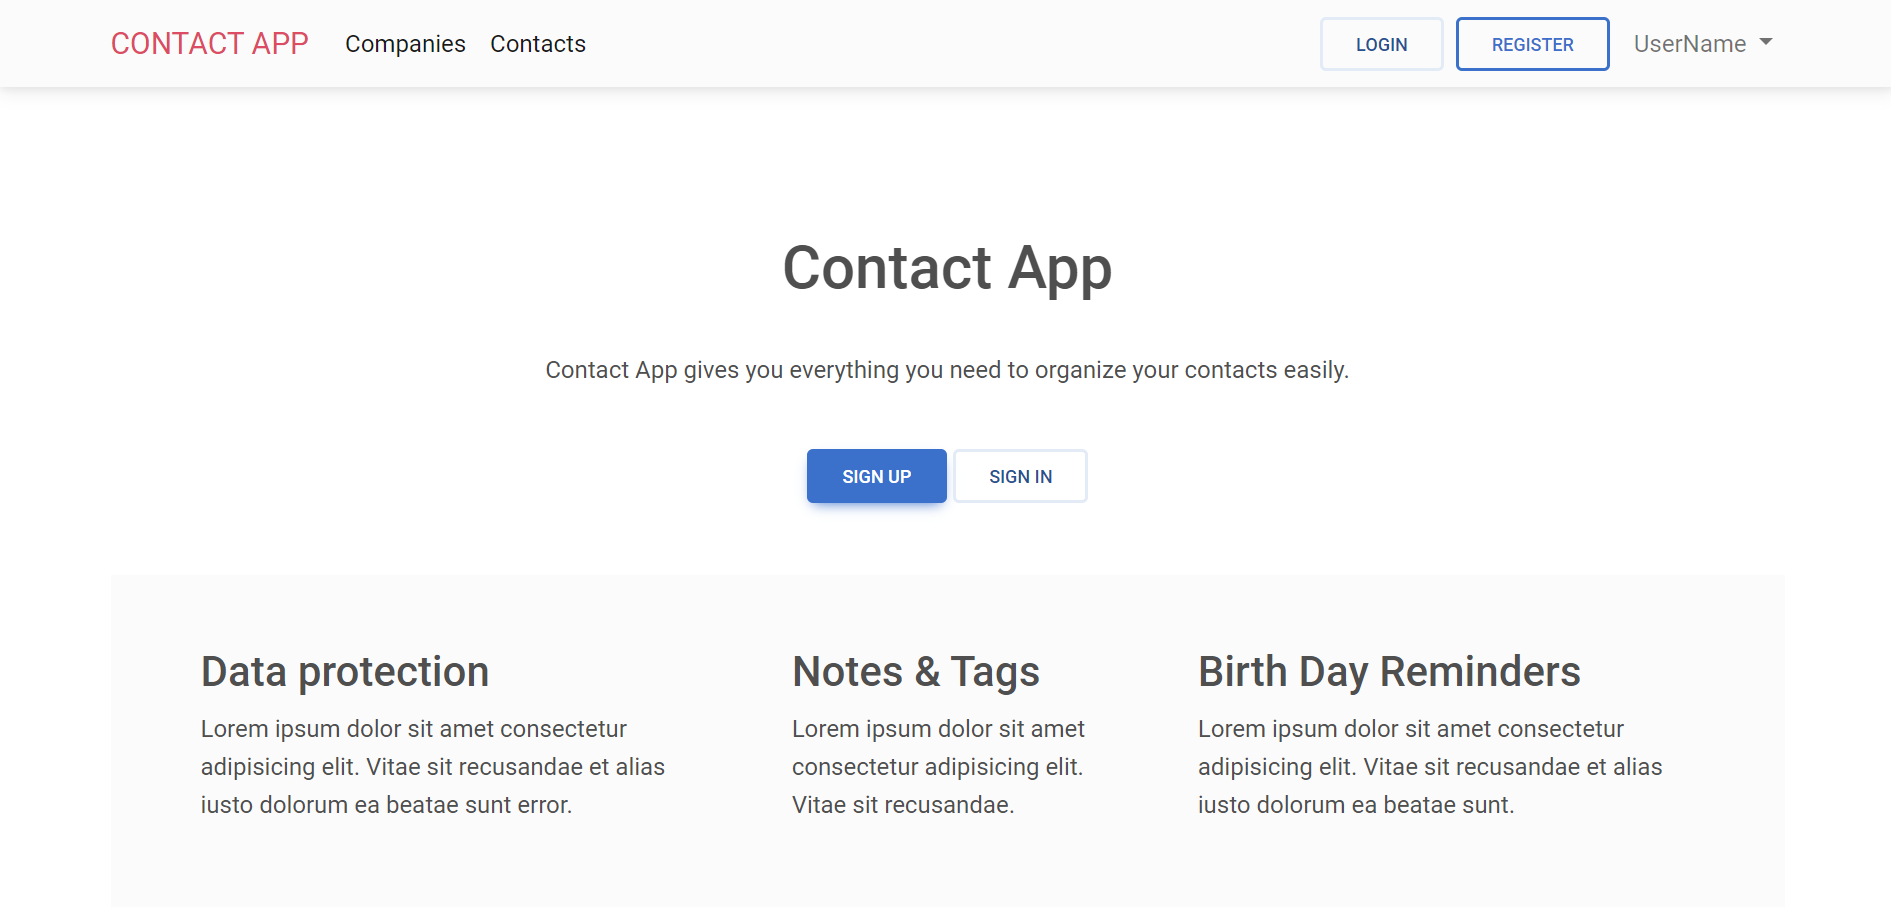 CONTACT APP Companies Contacts LOGIN REGISTER UserName
Contact App
Contact App gives you everything you need to organize your contacts easily.
SIGN UP SIGN IN
Data protection
Lorem ipsum dolor sit amet consectetur
adipisicing elit. Vitae sit recusandae et alias
iusto dolorum ea beatae sunt error.
Notes & Tags
Lorem ipsum dolor sit amet
consectetur adipisicing elit.
Vitae sit recusandae.
Birth Day Reminders
Lorem ipsum dolor sit amet consectetur
adipisicing elit. Vitae sit recusandae et alias
iusto dolorum ea beatae sunt.